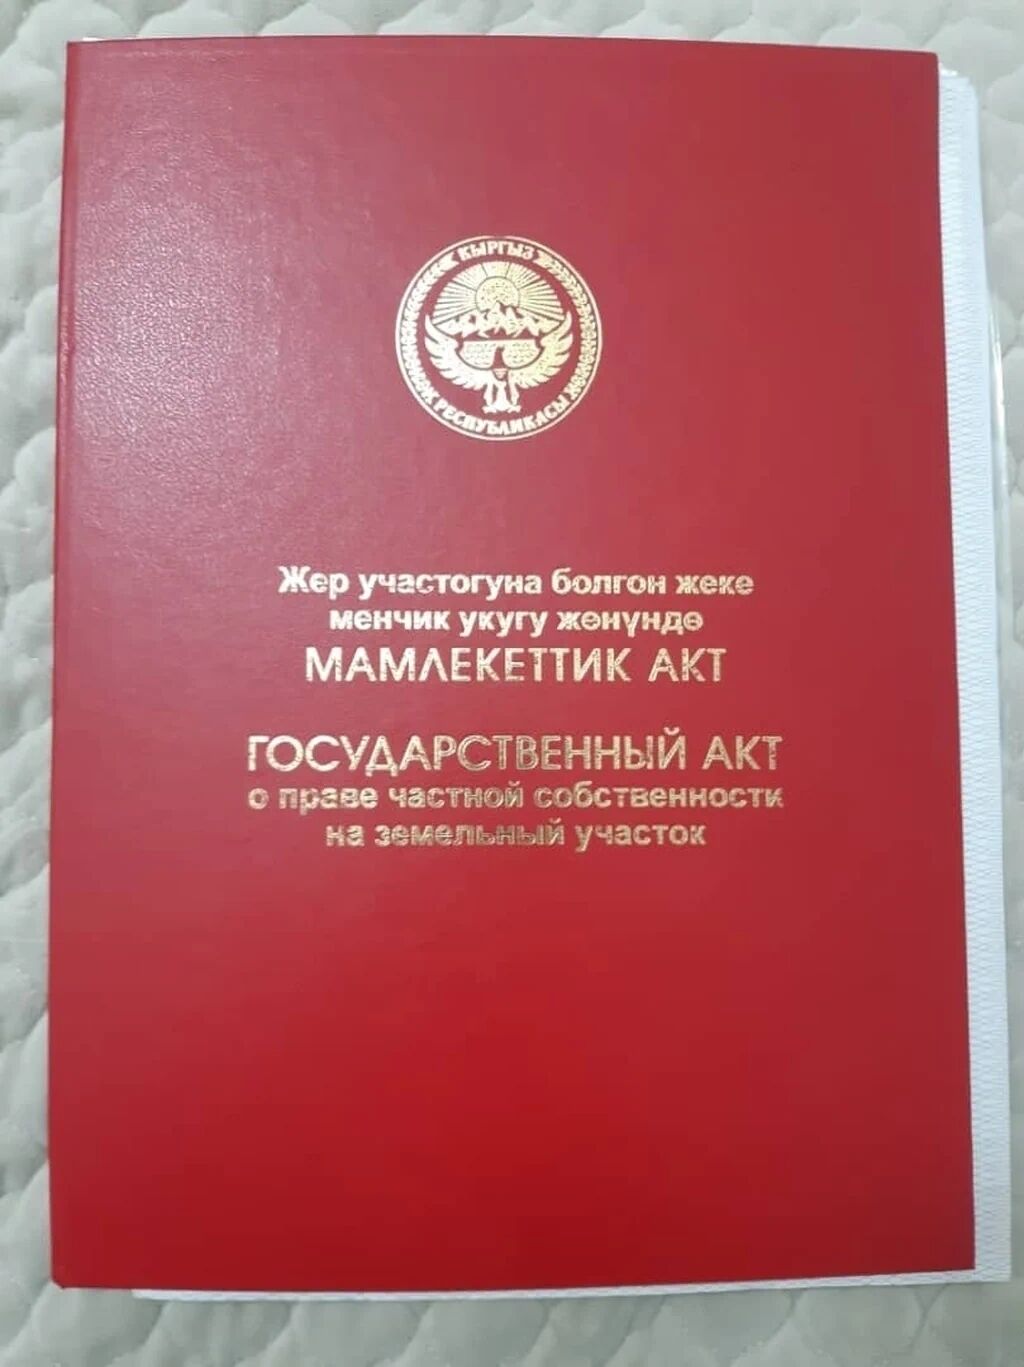 КЫРГЫЗ
РЕСПУБЛИКАСЫ
Жер участогуна болгон жеке
менчик укугу жөнүндө
МАМЛЕКЕТТИК АКТ
ГОСУДАРСТВЕННЫЙ АКТ
о праве частной собственности
на земельный участок